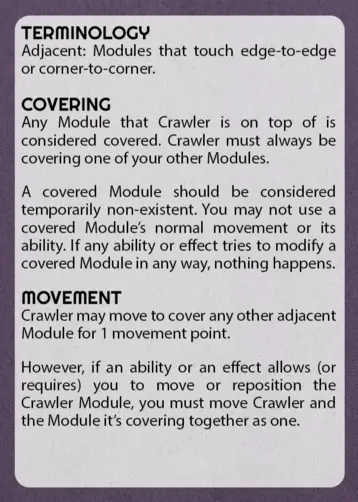 TERMINOLOGY
Adjacent: Modules that touch edge-to-edge
or corner-to-corner.
COVERING
Any Module that Crawler is on top of is
considered covered. Crawler must always be
covering one of your other Modules.
A covered Module should be considered
temporarily non-existent. You may not use a
covered Module's normal movement or its
ability. If any ability or effect tries to modify a
covered Module in any way, nothing happens.
MOVEMENT
Crawler may move to cover any other adjacent
Module for 1 movement point.
However, if an ability or an effect allows (or
requires) you to move or reposition the
Crawler Module, you must move Crawler and
the Module it's covering together as one.